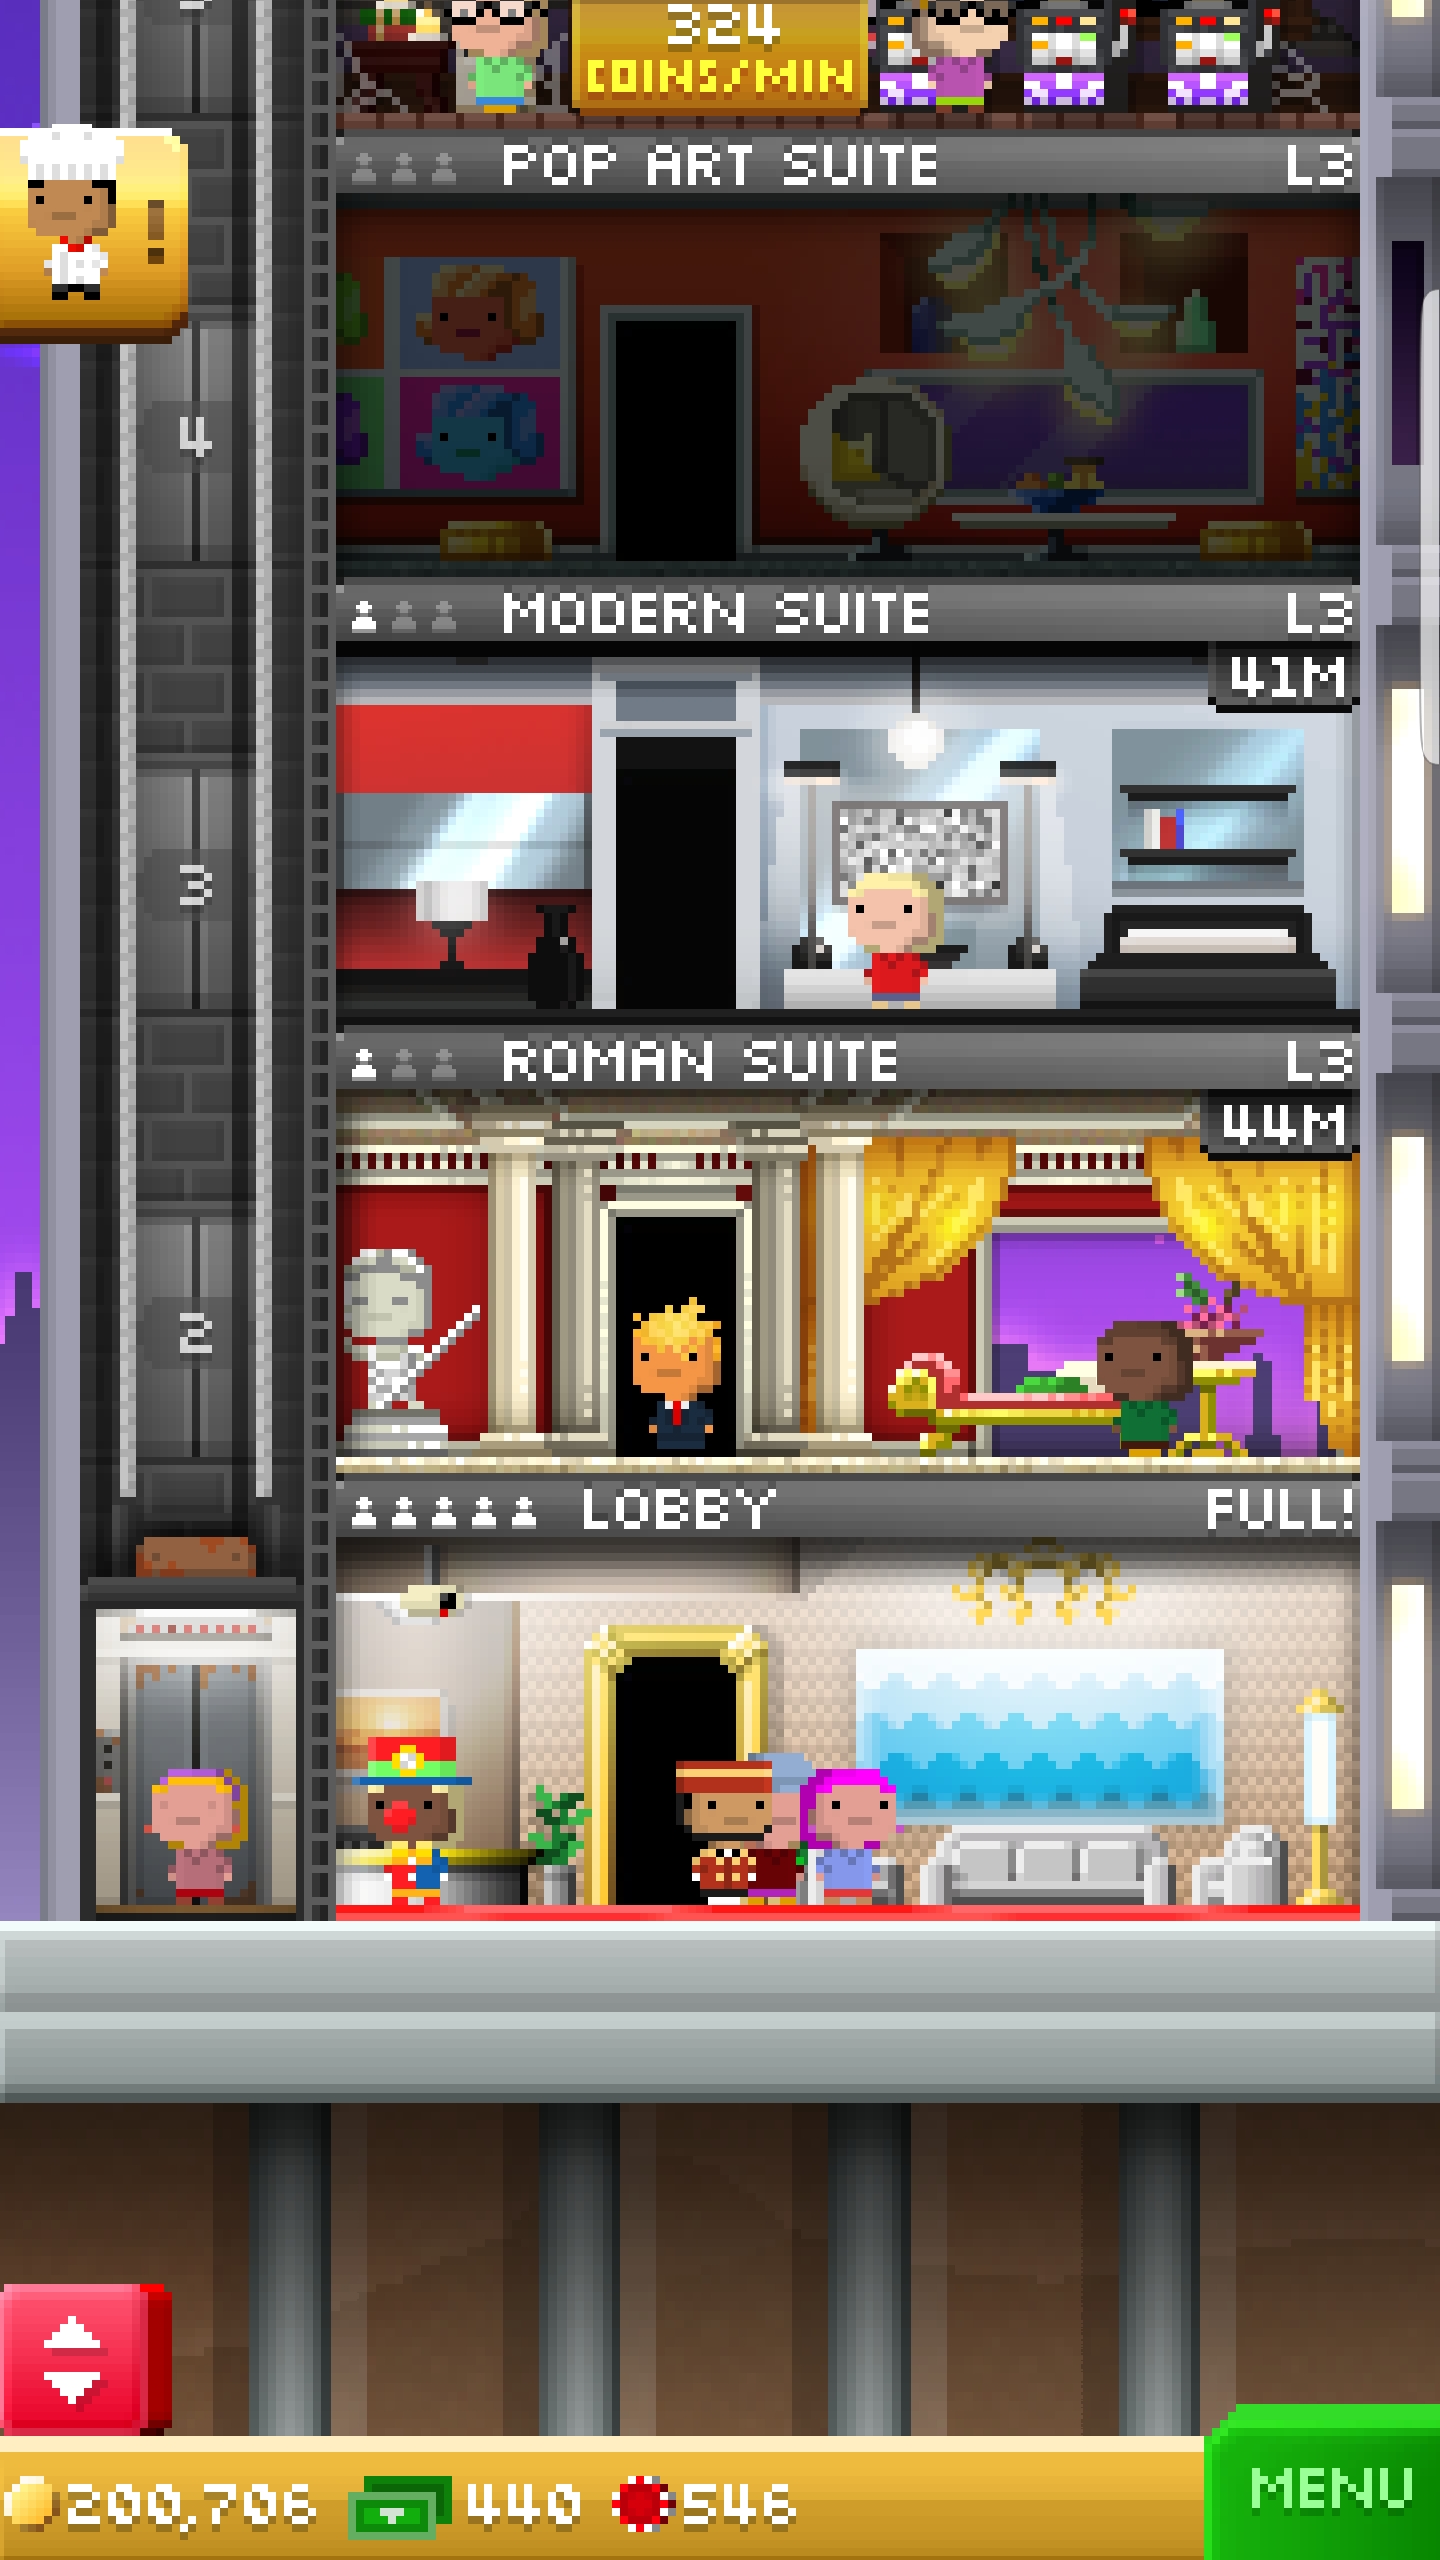 324
COINS/MIN
POP ART SUITE L3
!
4
MODERN SUITE L3
41M
3
ROMAN SUITE L3
44M
2
LOBBY FULL!
200,706 440 546
MENU